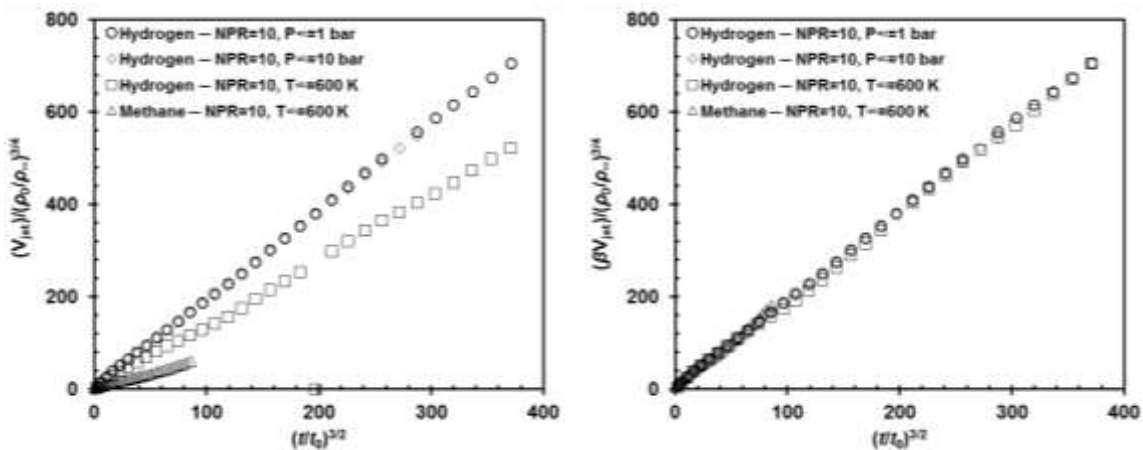 800
600
400
200
0
(V_jet)/(ρ₀/ρ∞)^3/4
Hydrogen — NPR=10, P∞=1 bar
Hydrogen — NPR=10, P∞=10 bar
Hydrogen — NPR=10, T∞=600 K
Methane — NPR=10, T∞=600 K
0 100 200 300 400
(t/t₀)^3/2
800
600
400
200
0
(βV_jet)/(ρ₀/ρ∞)^3/4
Hydrogen — NPR=10, P∞=1 bar
Hydrogen — NPR=10, P∞=10 bar
Hydrogen — NPR=10, T∞=600 K
Methane — NPR=10, T∞=600 K
0 100 200 300 400
(t/t₀)^3/2